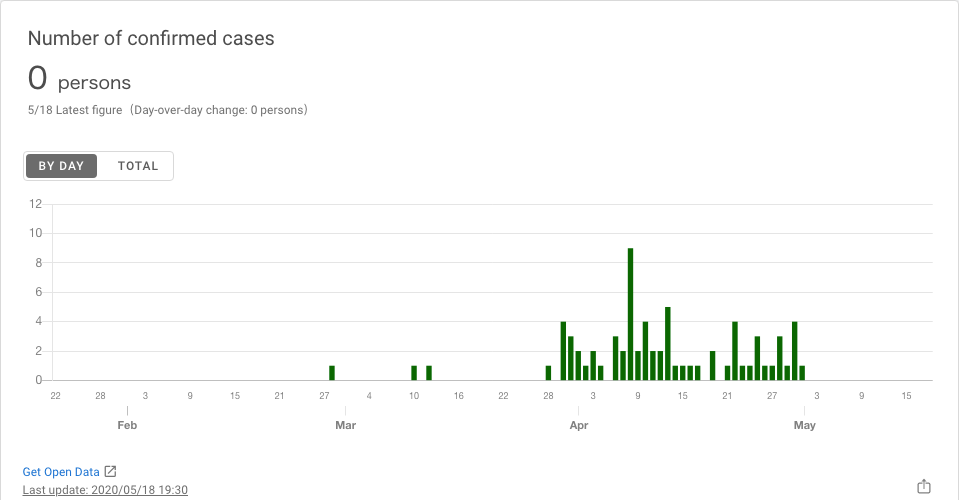 Number of confirmed cases
0 persons
5/18 Latest figure (Day-over-day change: 0 persons)
BY DAY TOTAL
12
10
8
6
4
2
0
22 28 3 9 15 21 27 4 10 16 22 28 3 9 15 21 27 3 9 15
Feb Mar Apr May
Get Open Data
Last update: 2020/05/18 19:30